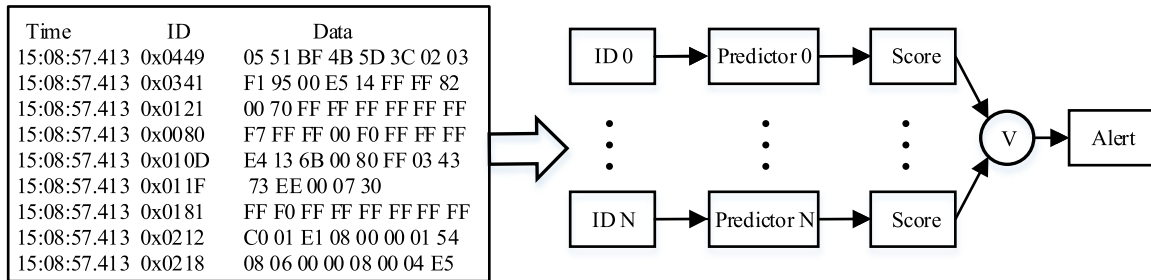 Time ID Data
15:08:57.413 0x0449 05 51 BF 4B 5D 3C 02 03
15:08:57.413 0x0341 F1 95 00 E5 14 FF FF 82
15:08:57.413 0x0121 00 70 FF FF FF FF FF FF
15:08:57.413 0x0080 F7 FF FF 00 F0 FF FF FF
15:08:57.413 0x010D E4 13 6B 00 80 FF 03 43
15:08:57.413 0x011F 73 EE 00 07 30
15:08:57.413 0x0181 FF F0 FF FF FF FF FF FF
15:08:57.413 0x0212 C0 01 E1 08 00 00 01 54
15:08:57.413 0x0218 08 06 00 00 08 00 04 E5
ID 0 Predictor 0 Score
V Alert
ID N Predictor N Score